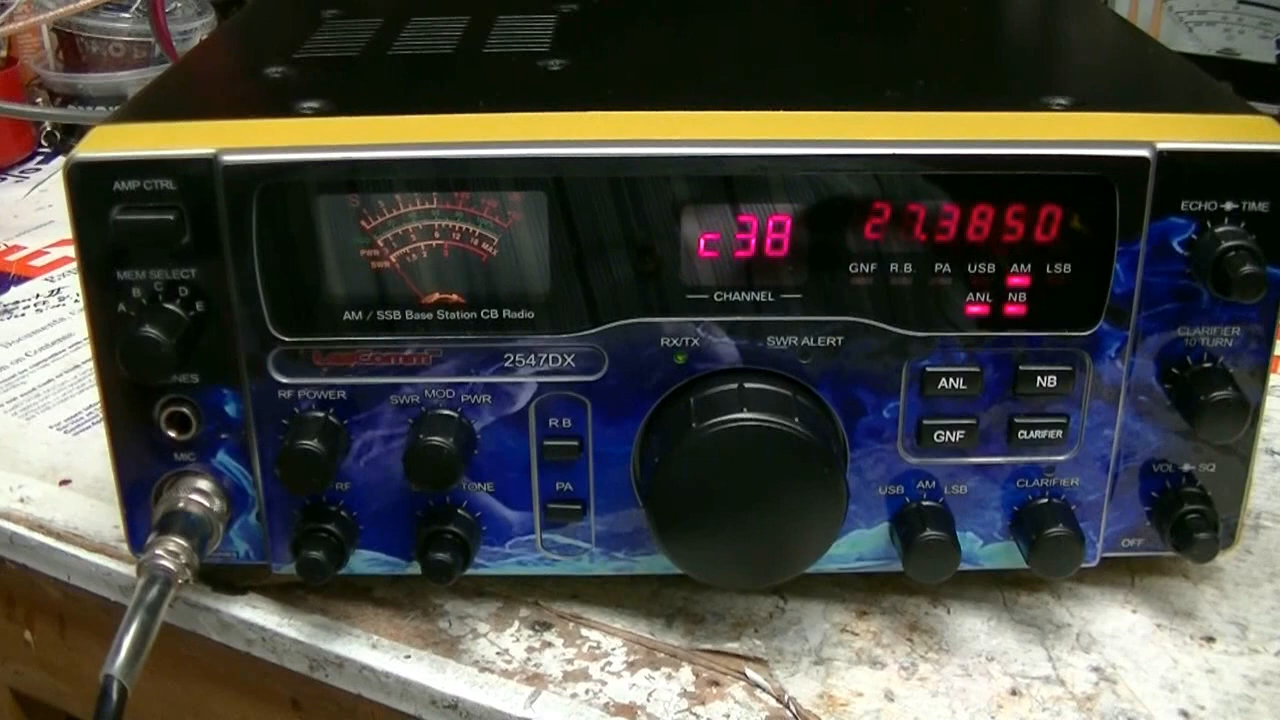 AMP CTRL
MEM SELECT
A B C D E
MIC
S
PWR
SWR
AM / SSB Base Station CB Radio
c38
CHANNEL
27.3850
GNF R.B. PA USB AM LSB
ANL NB
2547DX
RX/TX
SWR ALERT
RF POWER
SWR MOD PWR
RF
TONE
R.B
PA
ANL
NB
GNF
CLARIFIER
USB AM LSB
CLARIFIER
ECHO TIME
CLARIFIER
10 TURN
VOL SQ
OFF